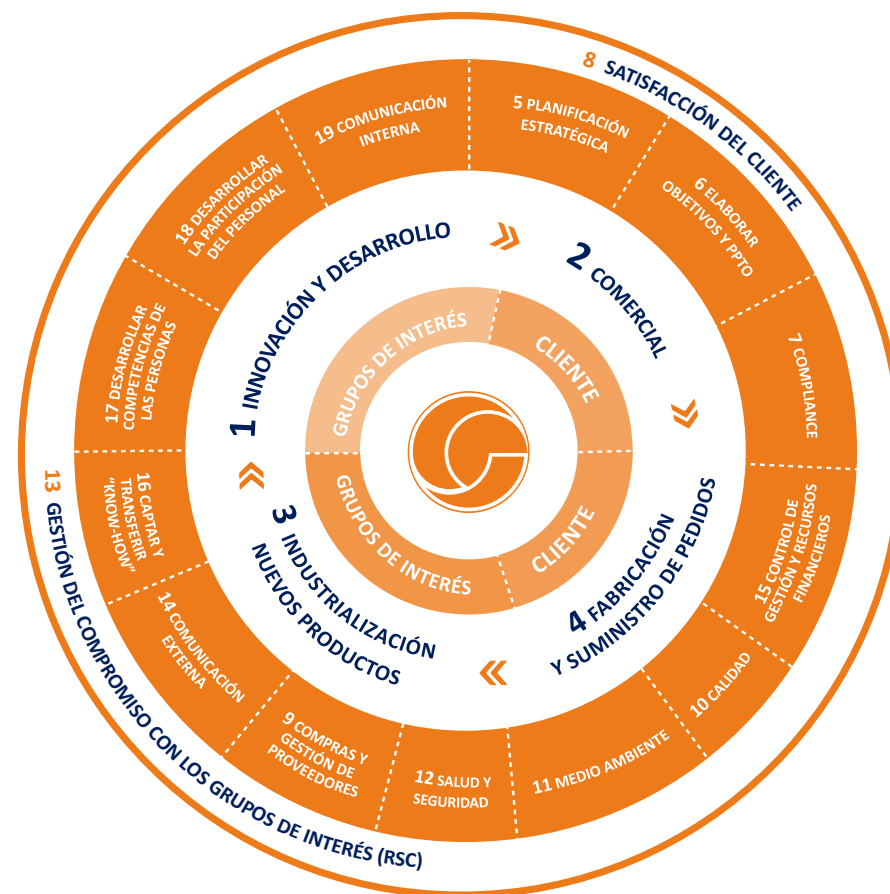 8 SATISFACCIÓN DEL CLIENTE
5 PLANIFICACIÓN
ESTRATÉGICA
6 ELABORAR
OBJETIVOS Y PPTO
7 COMPLIANCE
15 CONTROL DE
GESTIÓN Y RECURSOS
FINANCIEROS
10 CALIDAD
11 MEDIO AMBIENTE
12 SALUD Y
SEGURIDAD
9 COMPRAS Y
GESTIÓN DE
PROVEEDORES
14 COMUNICACIÓN
EXTERNA
16 CAPTAR Y
TRANSFERIR
“KNOW-HOW”
17 DESARROLLAR
COMPETENCIAS DE
LAS PERSONAS
18 DESARROLLAR
LA PARTICIPACIÓN
DEL PERSONAL
19 COMUNICACIÓN
INTERNA
13 GESTIÓN DEL COMPROMISO CON LOS GRUPOS DE INTERÉS (RSC)
1 INNOVACIÓN Y DESARROLLO
2 COMERCIAL
4 FABRICACIÓN
Y SUMINISTRO DE PEDIDOS
3 INDUSTRIALIZACIÓN
NUEVOS PRODUCTOS
GRUPOS DE INTERÉS
CLIENTE
CLIENTE
GRUPOS DE INTERÉS